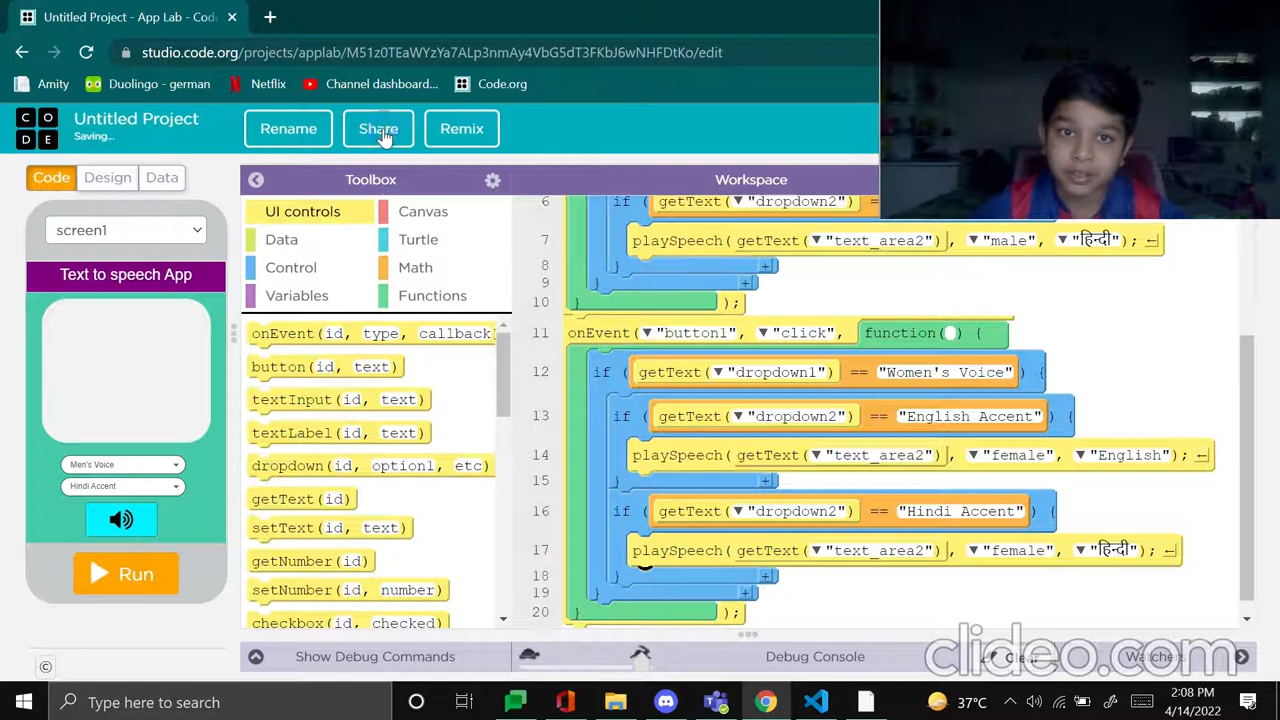 Untitled Project - App Lab - Cod
studio.code.org/projects/applab/M51z0TEaWYzYa7ALp3nmAy4VbG5dT3FKbJ6wNHFDtKo/edit
Amity
Duolingo - german
Netflix
Channel dashboard...
Code.org
C O D E
Untitled Project
Saving...
Rename
Share
Remix
Code
Design
Data
Toolbox
Workspace
screen1
Text to speech App
Men's Voice
Hindi Accent
Run
UI controls
Canvas
Data
Turtle
Control
Math
Variables
Functions
onEvent(id, type, callback
button(id, text)
textInput(id, text)
textLabel(id, text)
dropdown(id, option1, etc)
getText(id)
setText(id, text)
getNumber(id)
setNumber(id, number)
checkbox(id, checked)
6 if ( getText( "dropdown2") =
7 playSpeech( getText( "text_area2"), "male", "हिन्दी");
8 }
9 }
10 } );
11 onEvent( "button1", "click", function( ) {
12 if ( getText( "dropdown1") == "Women's Voice" ) {
13 if ( getText( "dropdown2") == "English Accent" ) {
14 playSpeech( getText( "text_area2"), "female", "English");
15 }
16 if ( getText( "dropdown2") == "Hindi Accent" ) {
17 playSpeech( getText( "text_area2"), "female", "हिन्दी");
18 }
19 }
20 } );
Show Debug Commands
Debug Console
Clear
Watchers
clideo.com
Type here to search
37°C
2:08 PM
4/14/2022